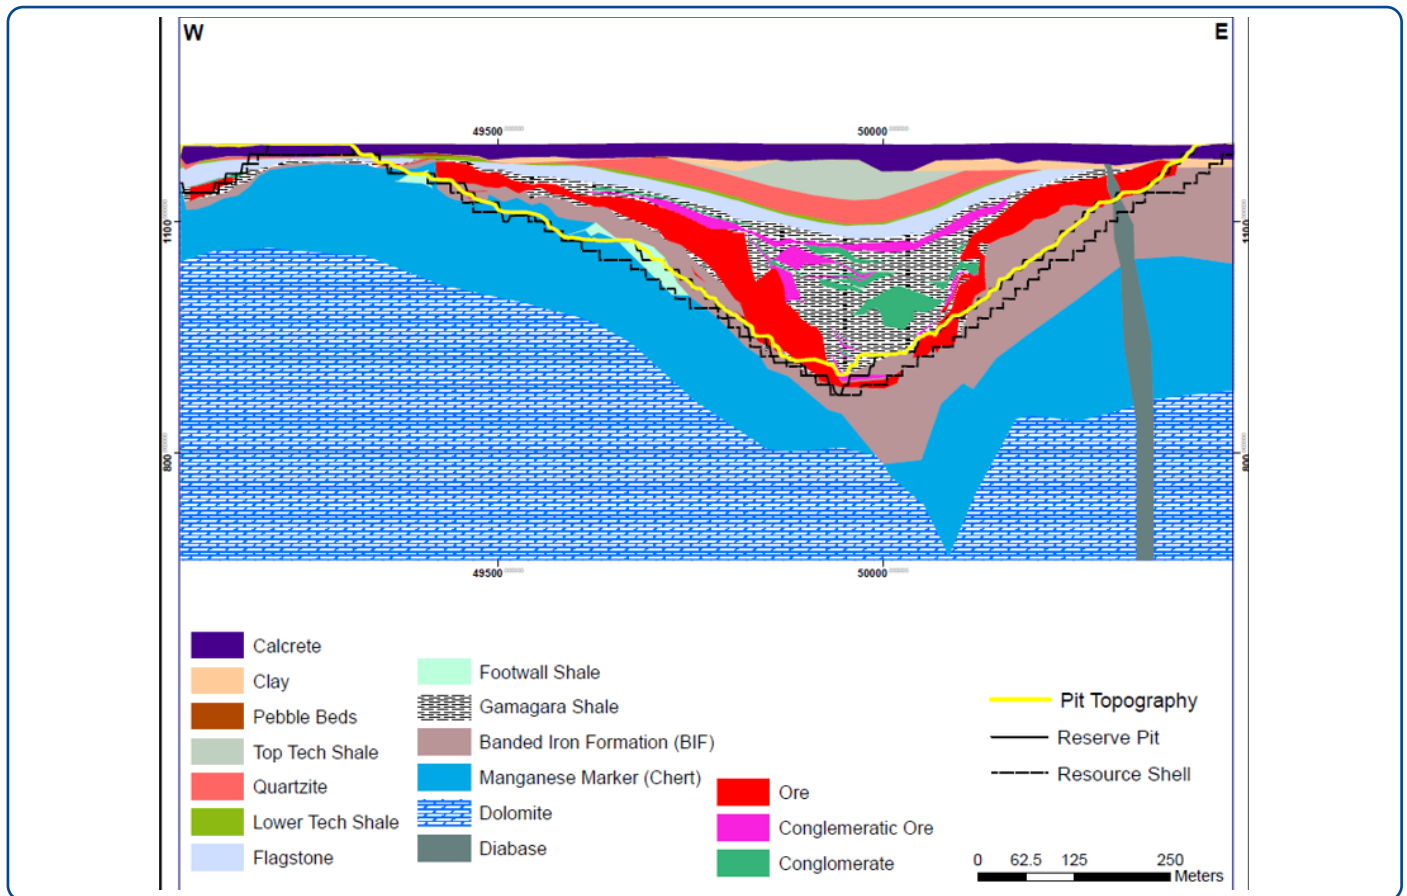 W E
49500 50000
1100 1100
800 800
49500 50000
Calcrete
Clay
Pebble Beds
Top Tech Shale
Quartzite
Lower Tech Shale
Flagstone
Footwall Shale
Gamagara Shale
Banded Iron Formation (BIF)
Manganese Marker (Chert)
Dolomite
Diabase
Ore
Conglemeratic Ore
Conglomerate
Pit Topography
Reserve Pit
Resource Shell
0 62.5 125 250
Meters